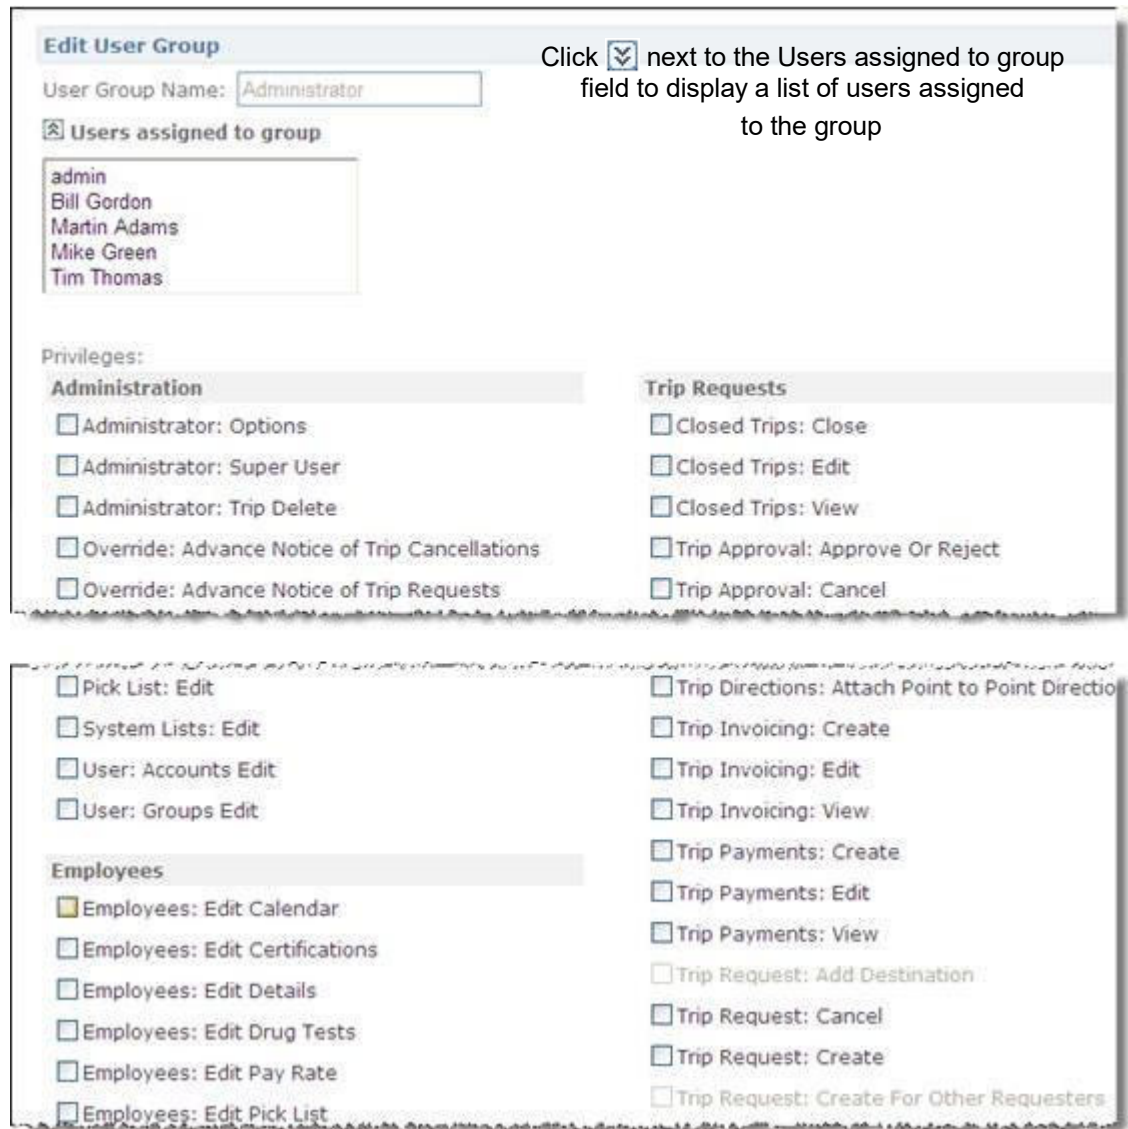 Edit User Group
Click next to the Users assigned to group
field to display a list of users assigned
to the group
User Group Name: Administrator
Users assigned to group
admin
Bill Gordon
Martin Adams
Mike Green
Tim Thomas
Privileges:
Administration
Administrator: Options
Administrator: Super User
Administrator: Trip Delete
Override: Advance Notice of Trip Cancellations
Override: Advance Notice of Trip Requests
Trip Requests
Closed Trips: Close
Closed Trips: Edit
Closed Trips: View
Trip Approval: Approve Or Reject
Trip Approval: Cancel
Pick List: Edit
System Lists: Edit
User: Accounts Edit
User: Groups Edit
Employees
Employees: Edit Calendar
Employees: Edit Certifications
Employees: Edit Details
Employees: Edit Drug Tests
Employees: Edit Pay Rate
Employees: Edit Pick List
Trip Directions: Attach Point to Point Directio
Trip Invoicing: Create
Trip Invoicing: Edit
Trip Invoicing: View
Trip Payments: Create
Trip Payments: Edit
Trip Payments: View
Trip Request: Add Destination
Trip Request: Cancel
Trip Request: Create
Trip Request: Create For Other Requesters